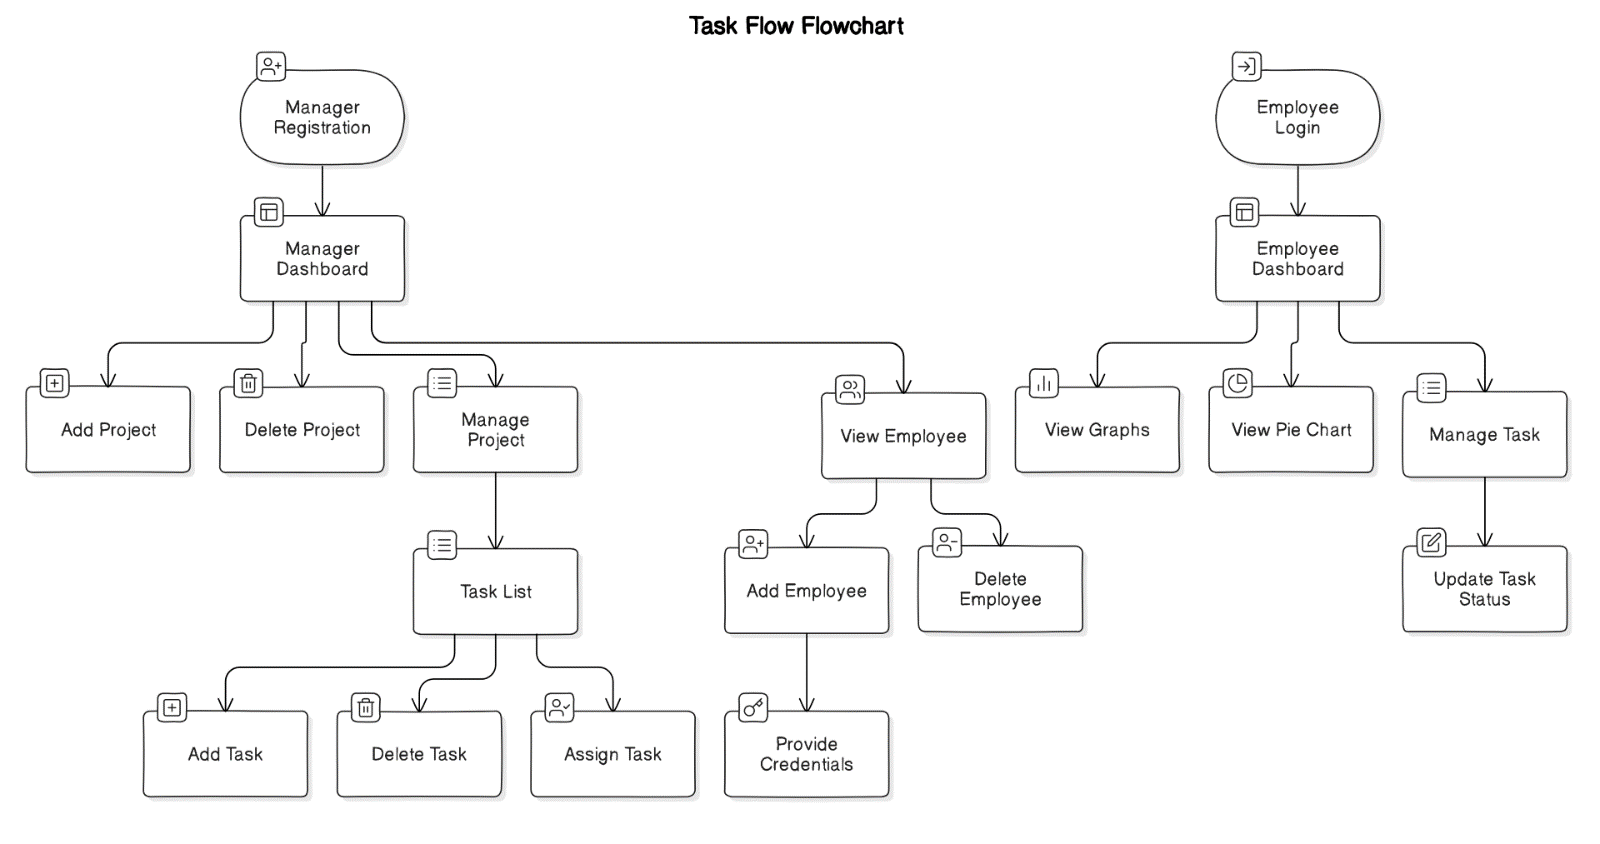 Task Flow Flowchart
Manager
Registration
Employee
Login
Manager
Dashboard
Employee
Dashboard
Add Project
Delete Project
Manage
Project
View Employee
View Graphs
View Pie Chart
Manage Task
Task List
Add Employee
Delete
Employee
Update Task
Status
Add Task
Delete Task
Assign Task
Provide
Credentials